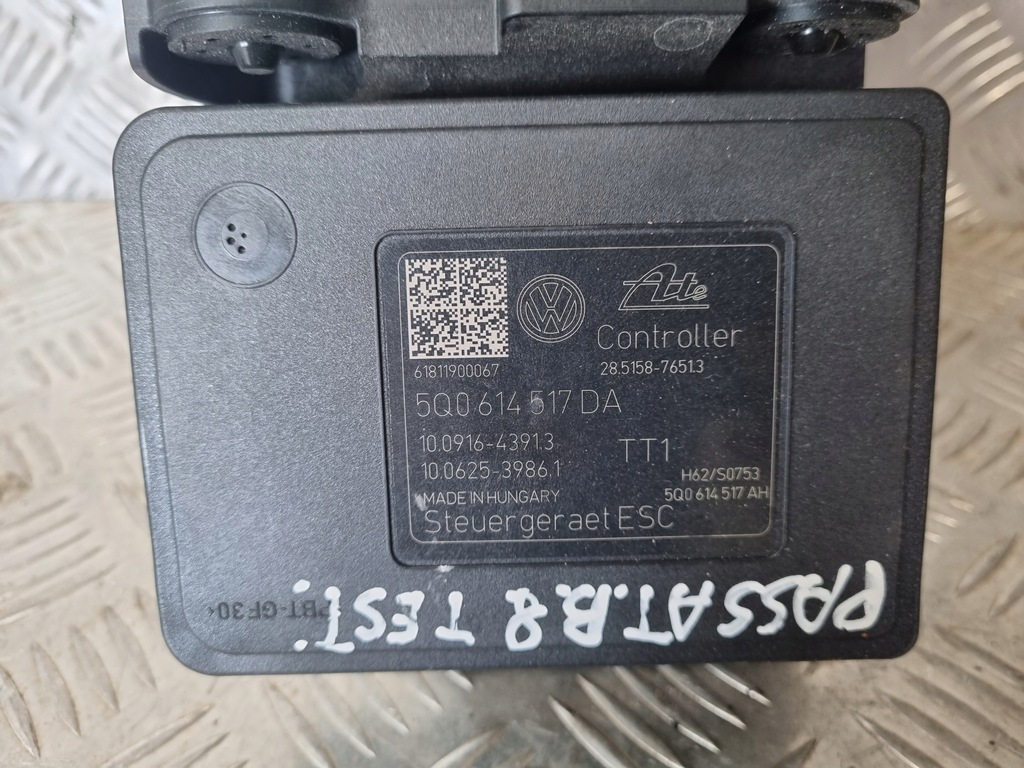 Ate
Controller
61811900067
28.5158-7651.3
5Q0 614 517 DA
10.0916-4391.3
10.0625-3986.1
TT1
H62/S0753
MADE IN HUNGARY
5Q0 614 517 AH
Steuergeraet ESC
PASSAT.B.8 TEST.
PBT-GF30<